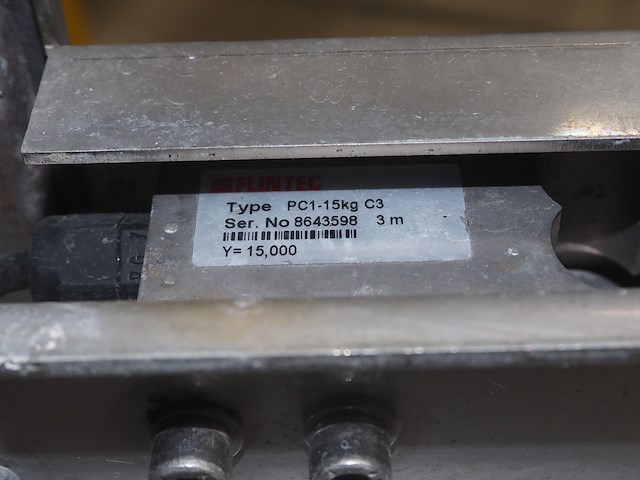 FLINTEC
Type PC1-15kg C3
Ser. No 8643598 3 m
Y= 15,000